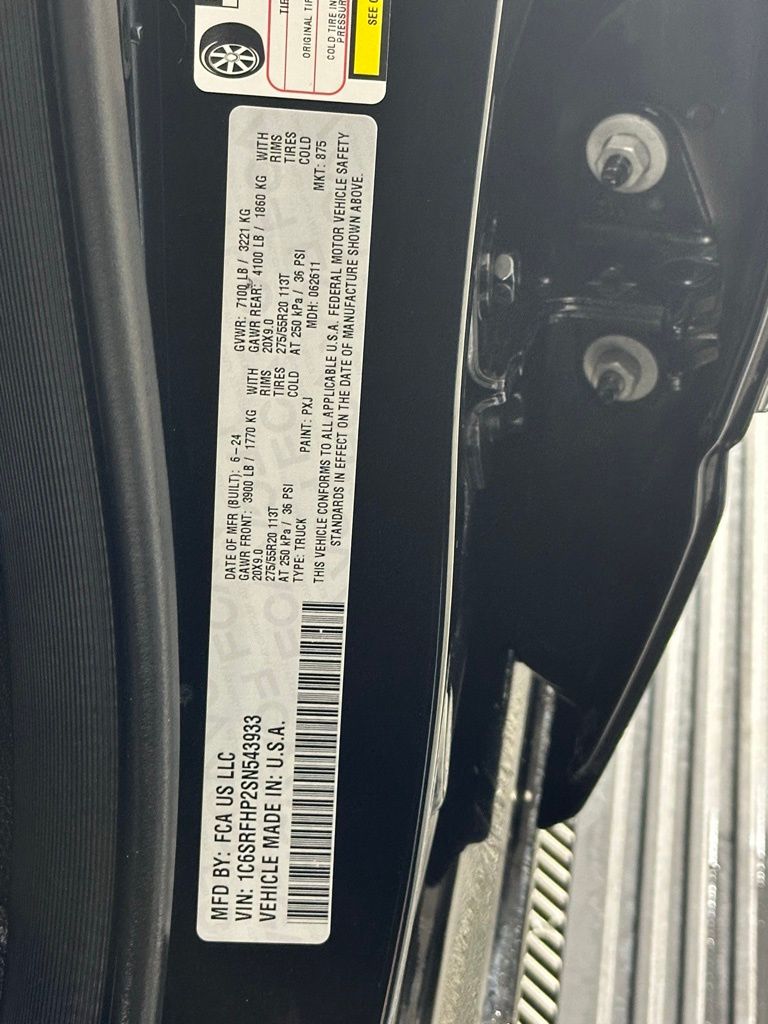 TIRE
ORIGINAL TIR
COLD TIRE IN
PRESSUR
SEE O
MFD BY: FCA US LLC
VIN: 1C6SRFHP2SN543933
VEHICLE MADE IN: U.S.A.
DATE OF MFR (BUILT): 6-24 GVWR: 7100 LB / 3221 KG
GAWR FRONT: 3900 LB / 1770 KG WITH GAWR REAR: 4100 LB / 1860 KG WITH
20X9.0 RIMS 20X9.0 RIMS
275/55R20 113T TIRES 275/55R20 113T TIRES
AT 250 kPa / 36 PSI COLD AT 250 kPa / 36 PSI COLD
TYPE: TRUCK PAINT: PXJ MDH: 062611 MKT: 875
THIS VEHICLE CONFORMS TO ALL APPLICABLE U.S.A. FEDERAL MOTOR VEHICLE SAFETY
STANDARDS IN EFFECT ON THE DATE OF MANUFACTURE SHOWN ABOVE.